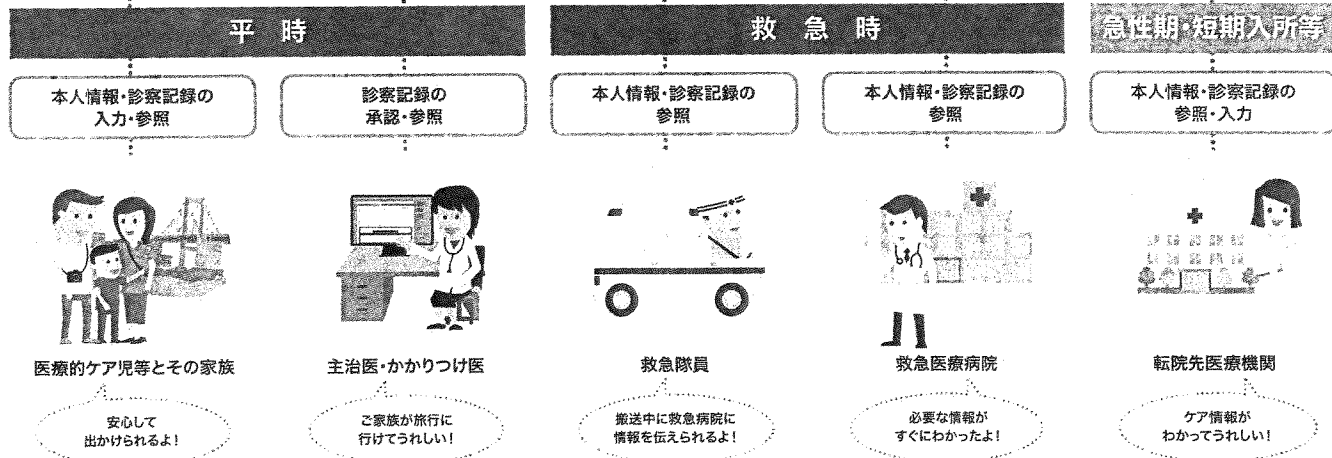 平時
救急時
急性期・短期入所等
本人情報・診察記録の
入力・参照
診察記録の
承認・参照
本人情報・診察記録の
参照
本人情報・診察記録の
参照
本人情報・診察記録の
参照・入力
医療的ケア児等とその家族
主治医・かかりつけ医
救急隊員
救急医療病院
転院先医療機関
安心して
出かけられるよ!
ご家族が旅行に
行けてうれしい!
搬送中に救急病院に
情報を伝えられるよ!
必要な情報が
すぐにわかったよ!
ケア情報が
わかってうれしい!